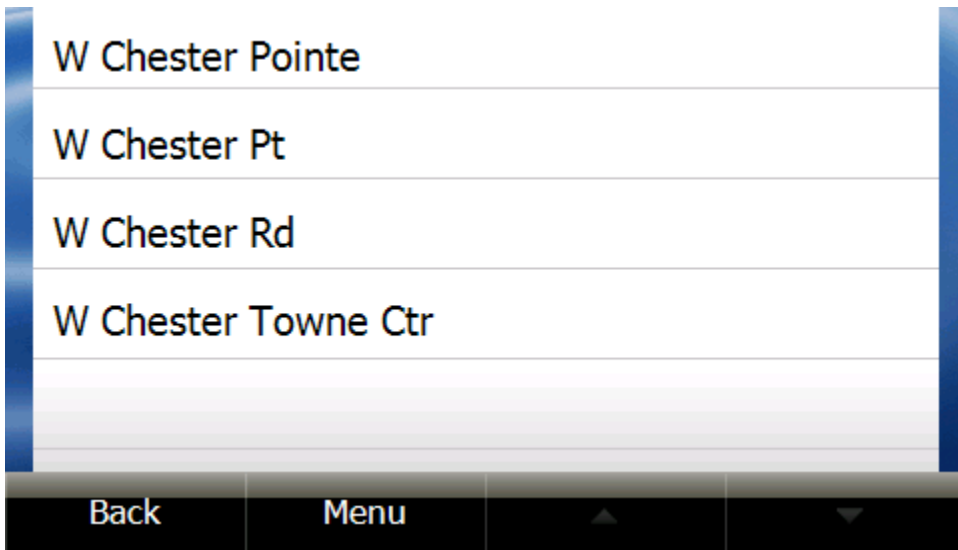 W Chester Pointe
W Chester Pt
W Chester Rd
W Chester Towne Ctr
Back Menu